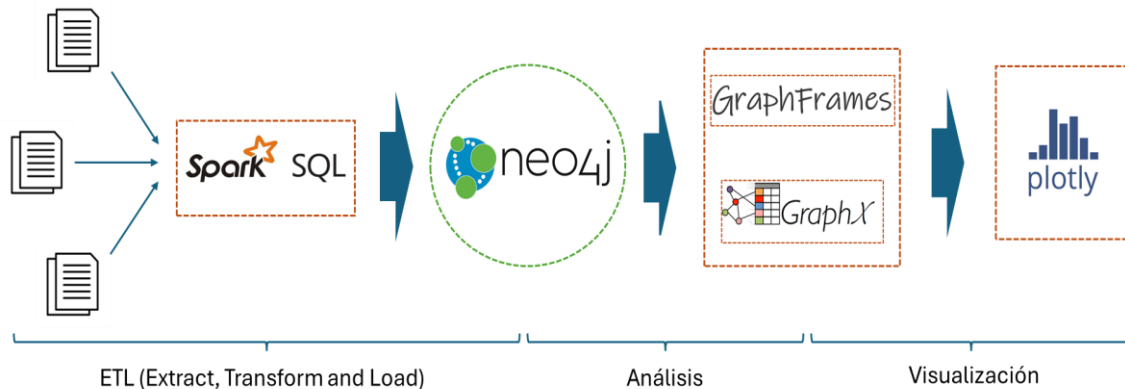 Spark SQL
neo4j
GraphFrames
GraphX
plotly
ETL (Extract, Transform and Load)
Análisis
Visualización